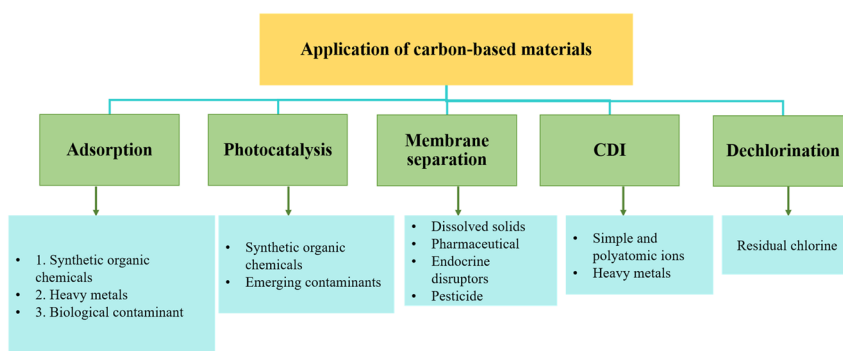 Application of carbon-based materials
Adsorption
Photocatalysis
Membrane
separation
CDI
Dechlorination
• 1. Synthetic organic
chemicals
• 2. Heavy metals
• 3. Biological contaminant
• Synthetic organic
chemicals
• Emerging contaminants
• Dissolved solids
• Pharmaceutical
• Endocrine
disruptors
• Pesticide
• Simple and
polyatomic ions
• Heavy metals
Residual chlorine